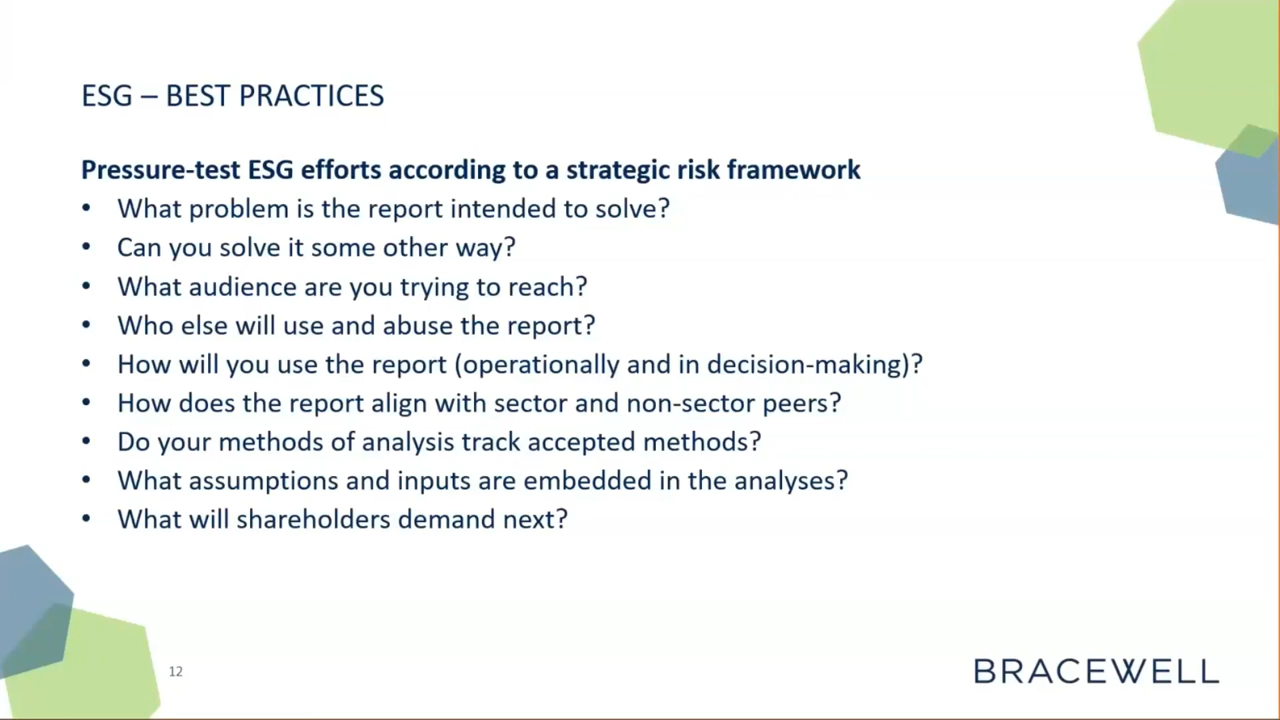 ESG – BEST PRACTICES
Pressure-test ESG efforts according to a strategic risk framework
• What problem is the report intended to solve?
• Can you solve it some other way?
• What audience are you trying to reach?
• Who else will use and abuse the report?
• How will you use the report (operationally and in decision-making)?
• How does the report align with sector and non-sector peers?
• Do your methods of analysis track accepted methods?
• What assumptions and inputs are embedded in the analyses?
• What will shareholders demand next?
12
BRACEWELL